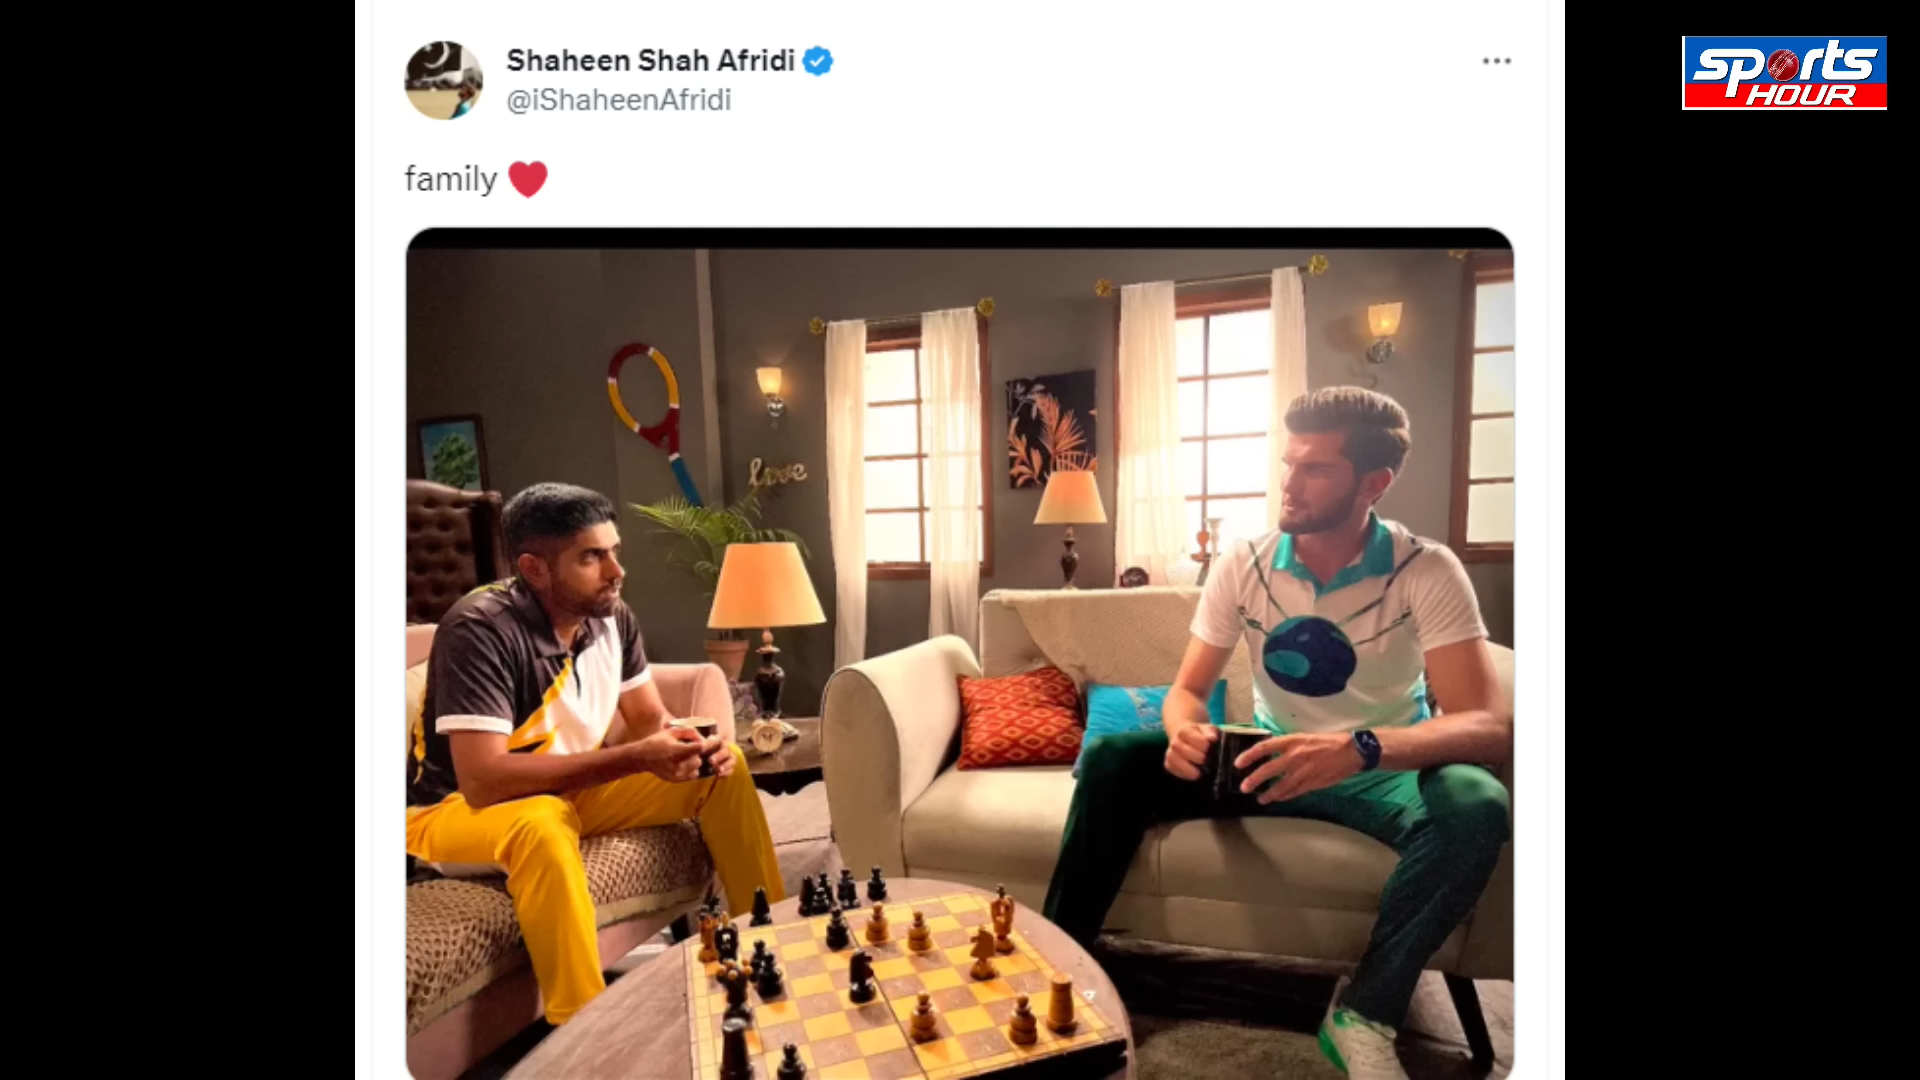 Shaheen Shah Afridi
@iShaheenAfridi
family ❤️
love
sports
HOUR